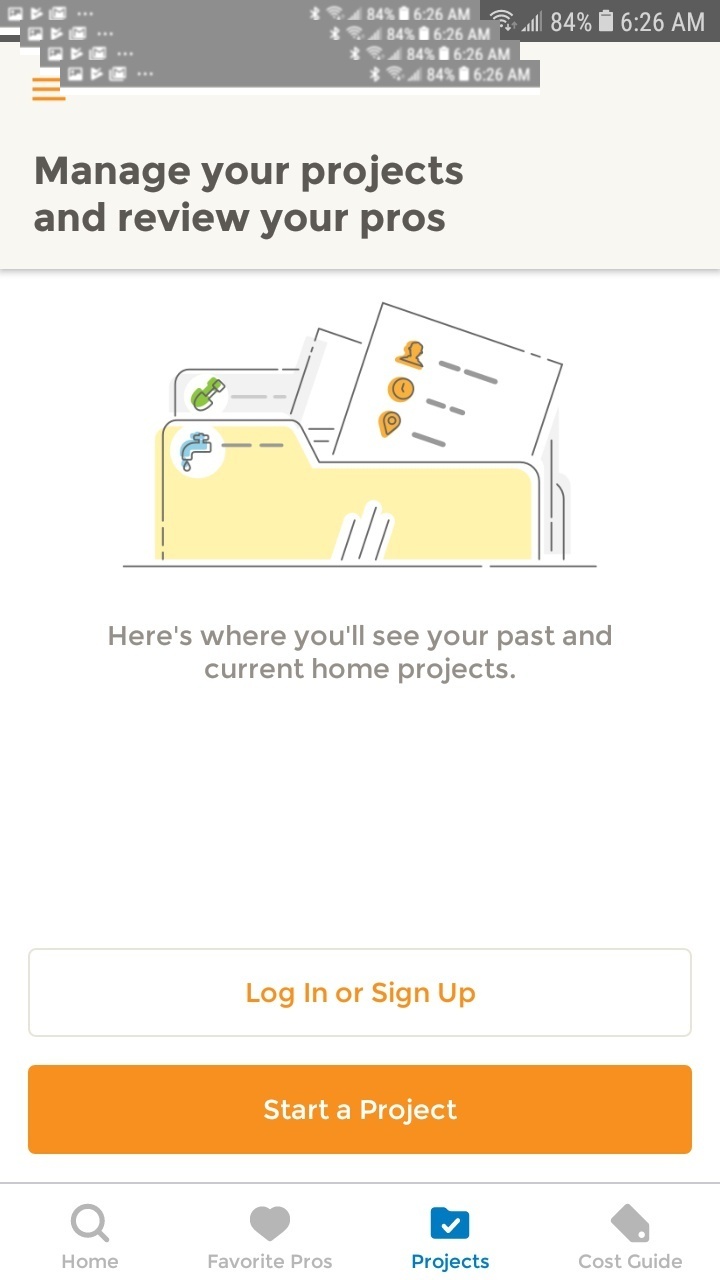 84% 6:26 AM
84% 6:26 AM
84% 6:26 AM
84% 6:26 AM
84% 6:26 AM
Manage your projects
and review your pros
Here's where you'll see your past and
current home projects.
Log In or Sign Up
Start a Project
Home Favorite Pros Projects Cost Guide